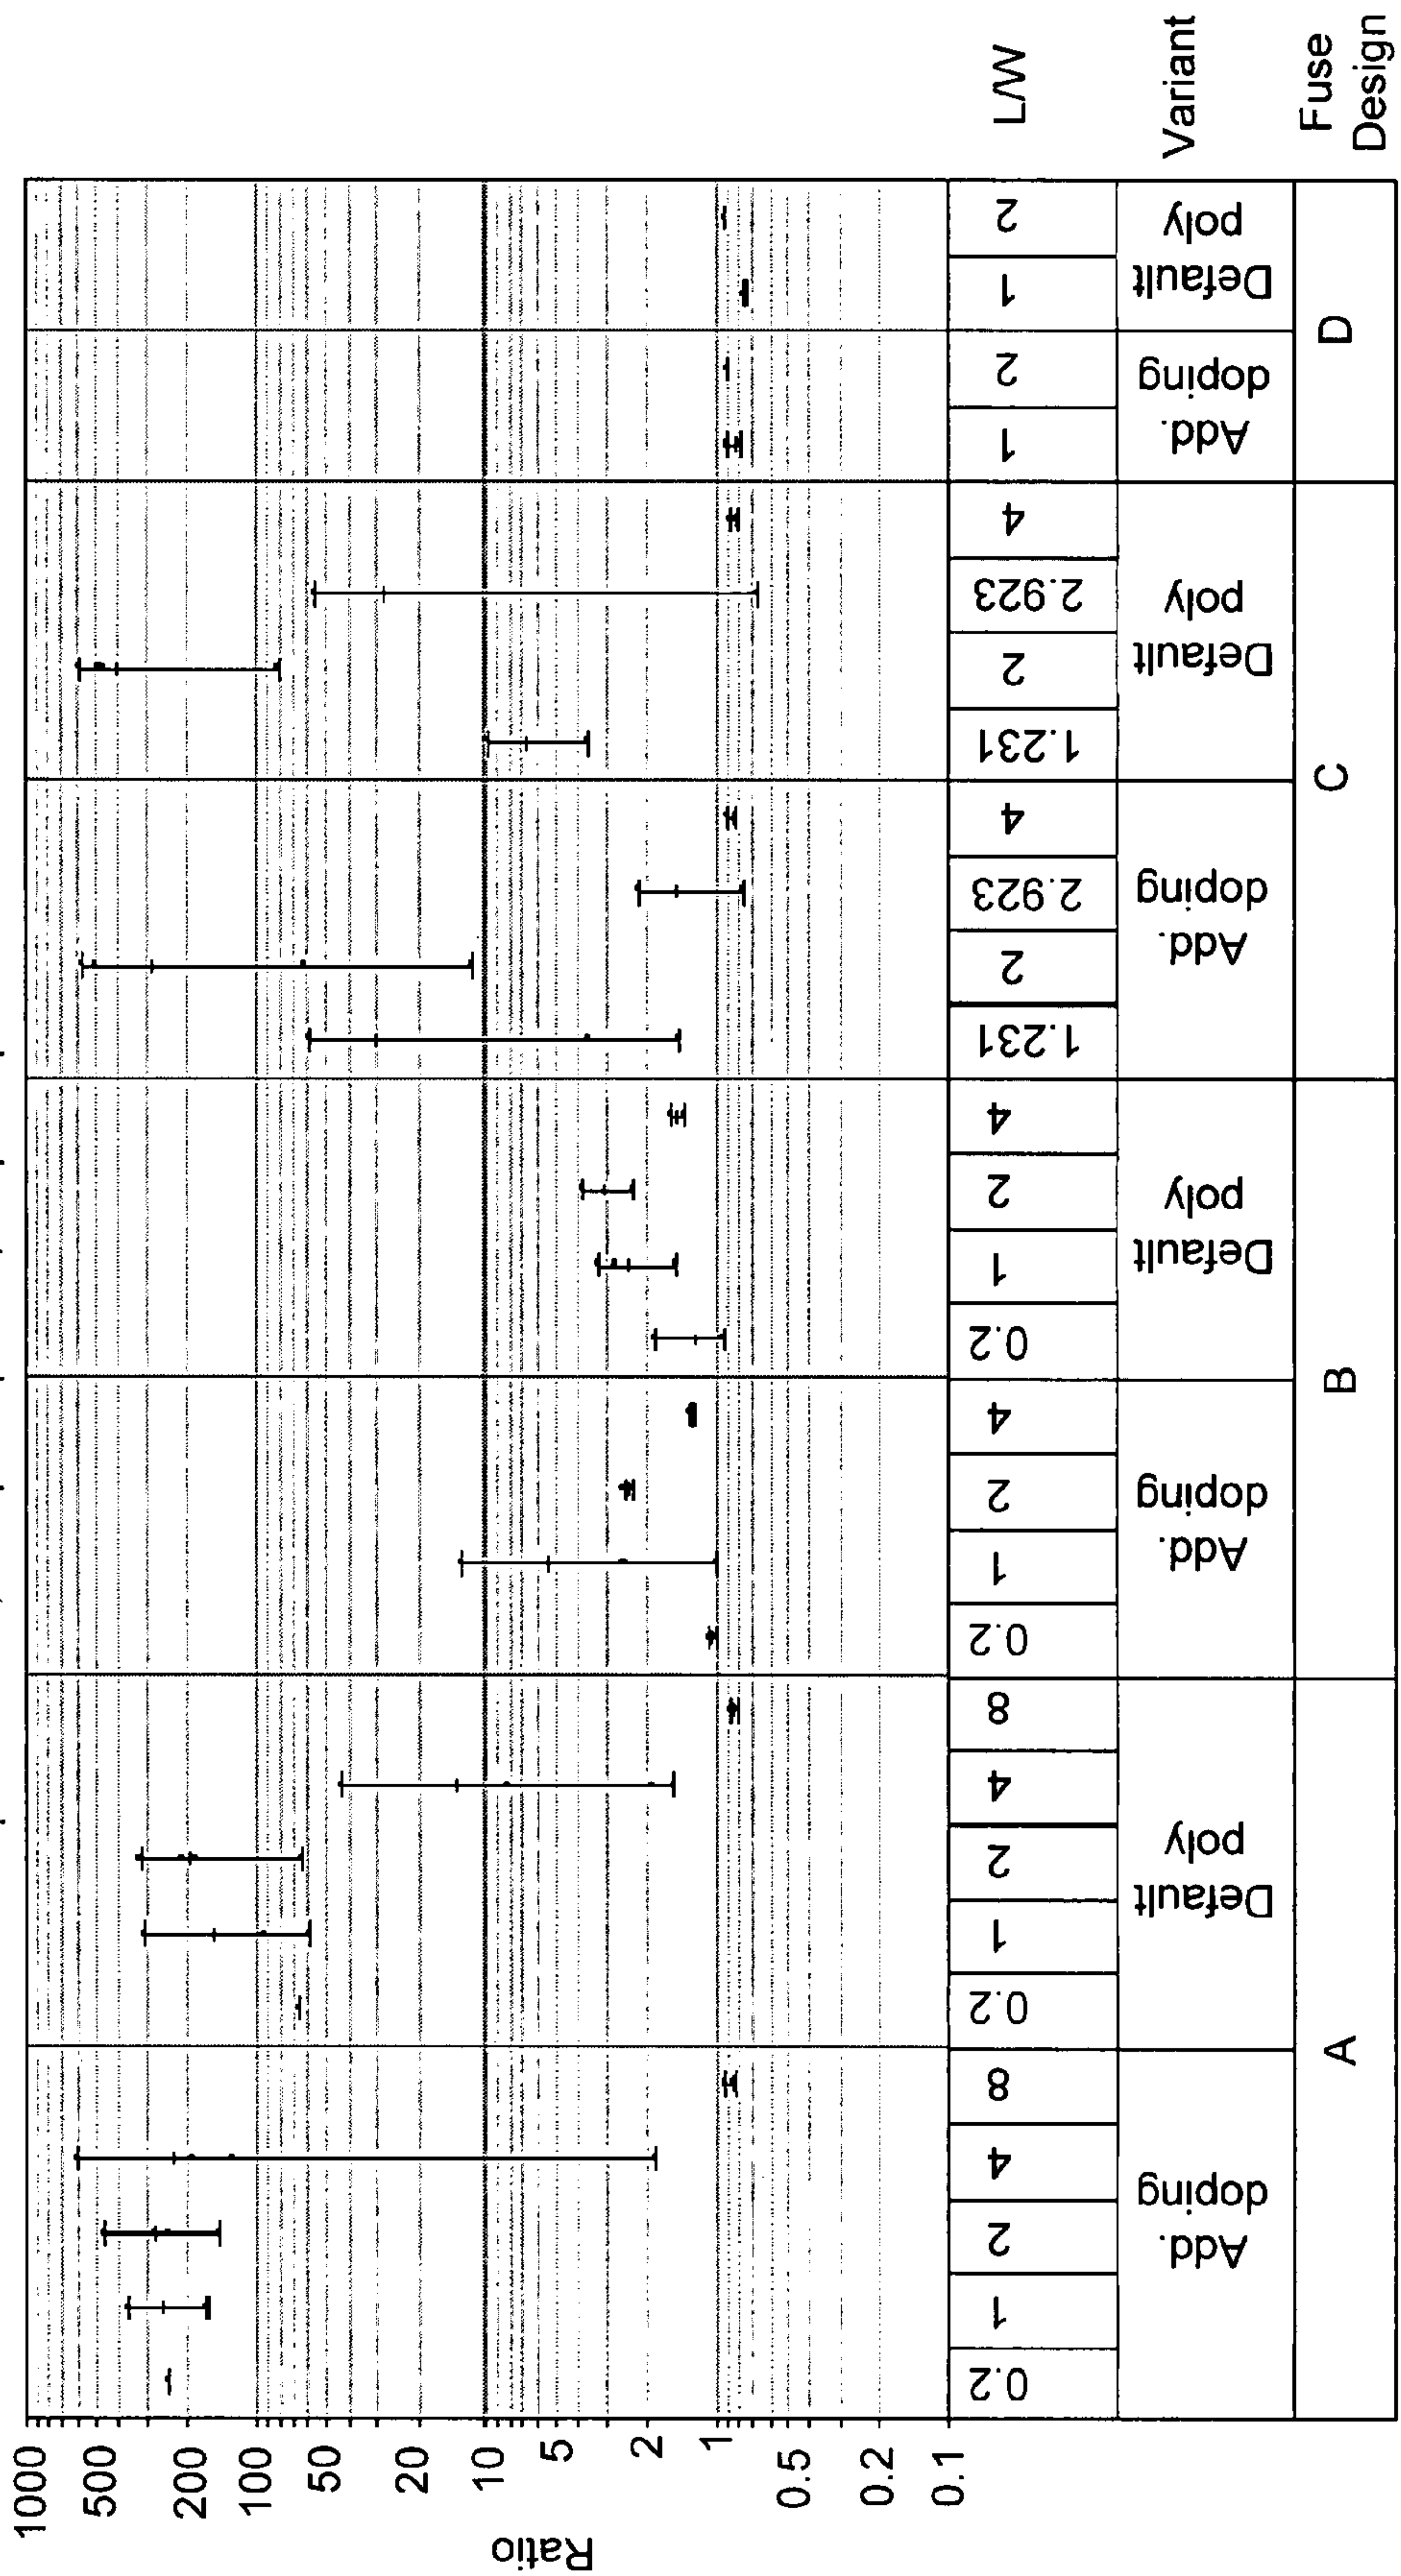 1000
500
200
100
50
20
10
5
2
1
0.5
0.2
0.1
Ratio
0.2 1 2 4 8 0.2 1 2 4 8 0.2 1 2 4 0.2 1 2 4 1.231 2 2.923 4 1.231 2 2.923 4 1 2 1 2 L/W
Add. Default Add. Default Add. Default Add. Default Variant
doping poly doping poly doping poly doping poly
A B C D Fuse
Design